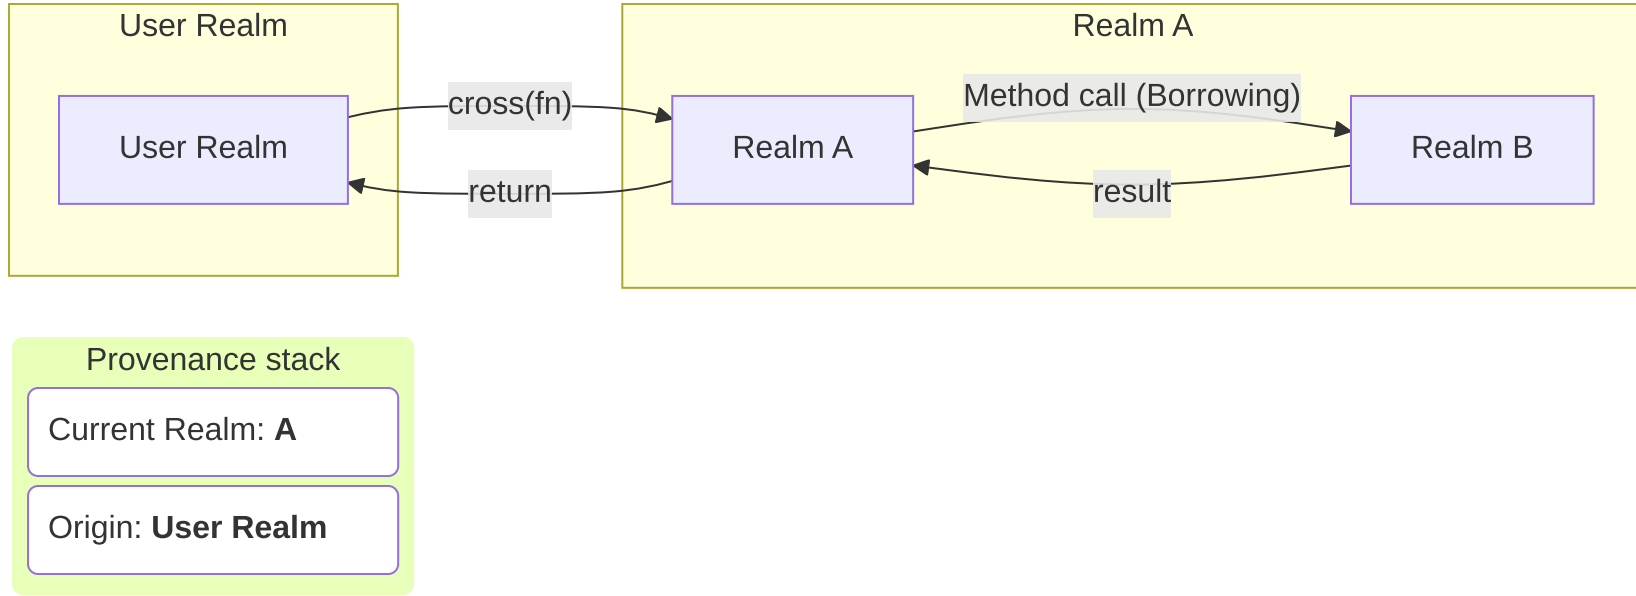 User Realm
User Realm
cross(fn)
return
Realm A
Realm A
Method call (Borrowing)
result
Realm B
Provenance stack
Current Realm: A
Origin: User Realm